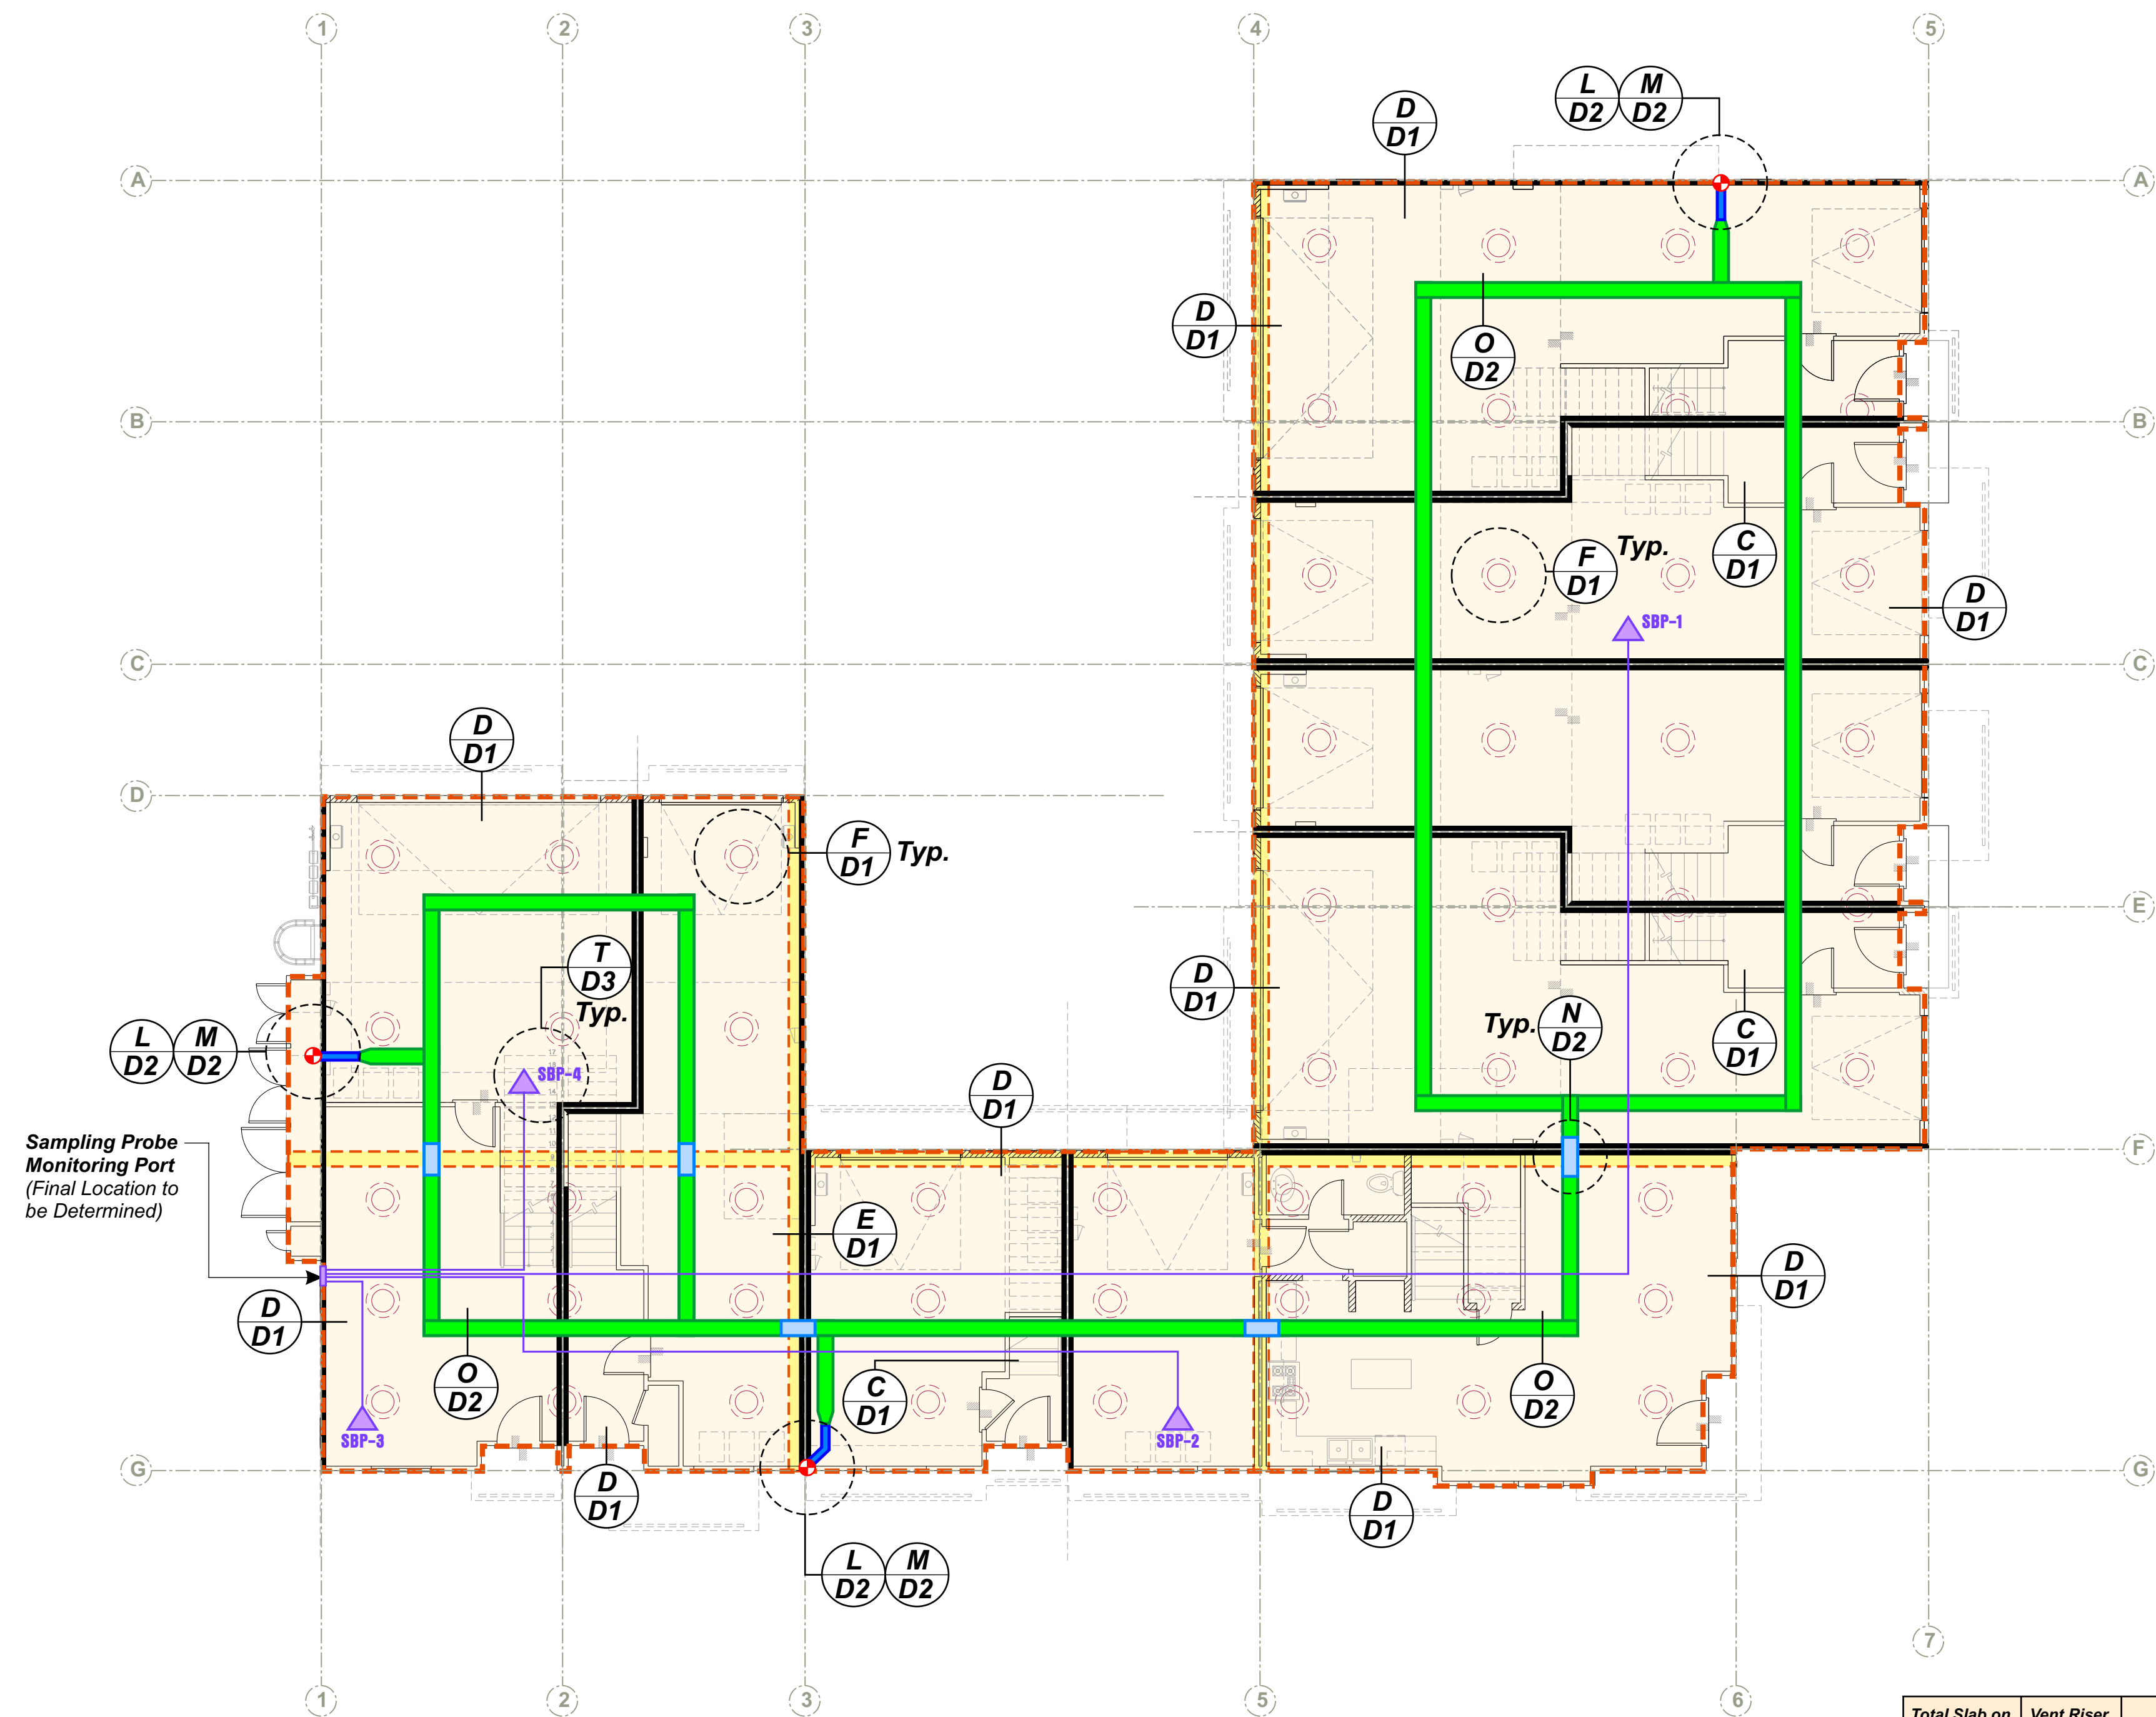 1
2
3
4
5
L
D2
M
D2
D
D1
A
A
D
D1
O
D2
B
B
F
D1
Typ.
C
D1
D
D1
SBP-1
C
C
D
D1
D
D
F
D1
Typ.
E
T
D3
Typ.
D
D1
Typ.
N
D2
C
D1
L
D2
M
D2
SBP-4
D
D1
Sampling Probe
Monitoring Port
(Final Location to
be Determined)
F
E
D1
D
D1
D
D1
O
D2
C
D1
O
D2
SBP-3
SBP-2
G
G
D
D1
D
D1
L
D2
M
D2
7
1
2
3
5
6
Total Slab on
Vent Riser